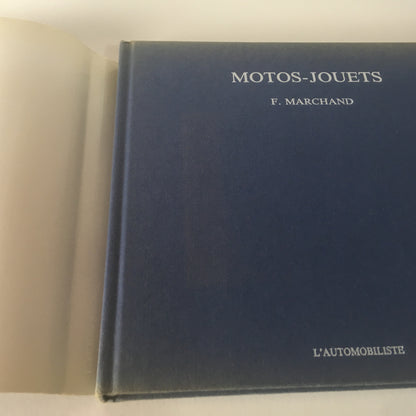 MOTOS-JOUETS
F. MARCHAND
L'AUTOMOBILISTE